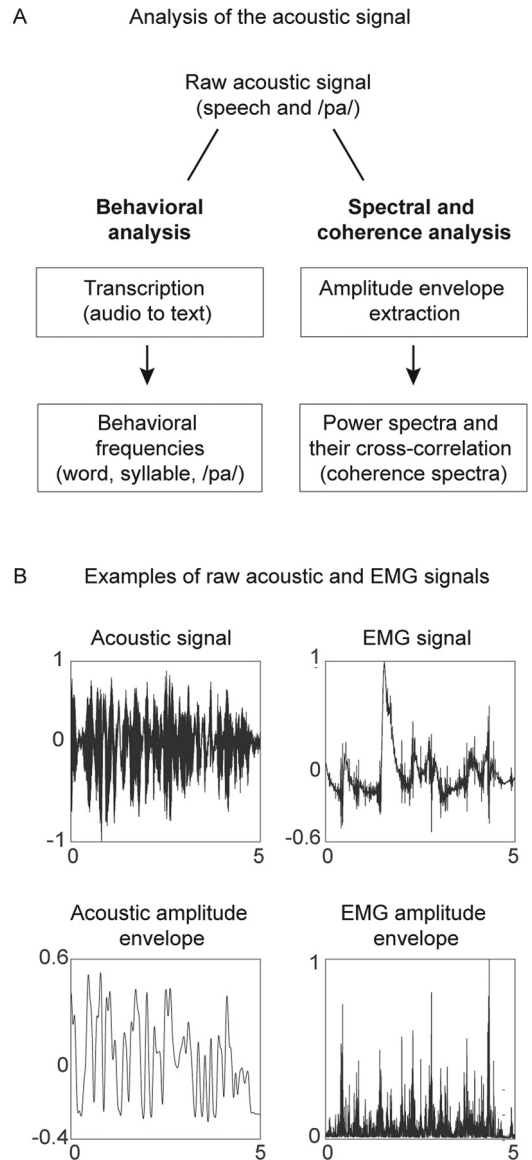 A Analysis of the acoustic signal
Raw acoustic signal
(speech and /pa/)
Behavioral
analysis
Spectral and
coherence analysis
Transcription
(audio to text)
Amplitude envelope
extraction
Behavioral
frequencies
(word, syllable, /pa/)
Power spectra and
their cross-correlation
(coherence spectra)
B Examples of raw acoustic and EMG signals
Acoustic signal
1
0
-1
0 5
EMG signal
1
0
-0.6
0 5
Acoustic amplitude
envelope
0.6
0
-0.4
0 5
EMG amplitude
envelope
1
0
0 5